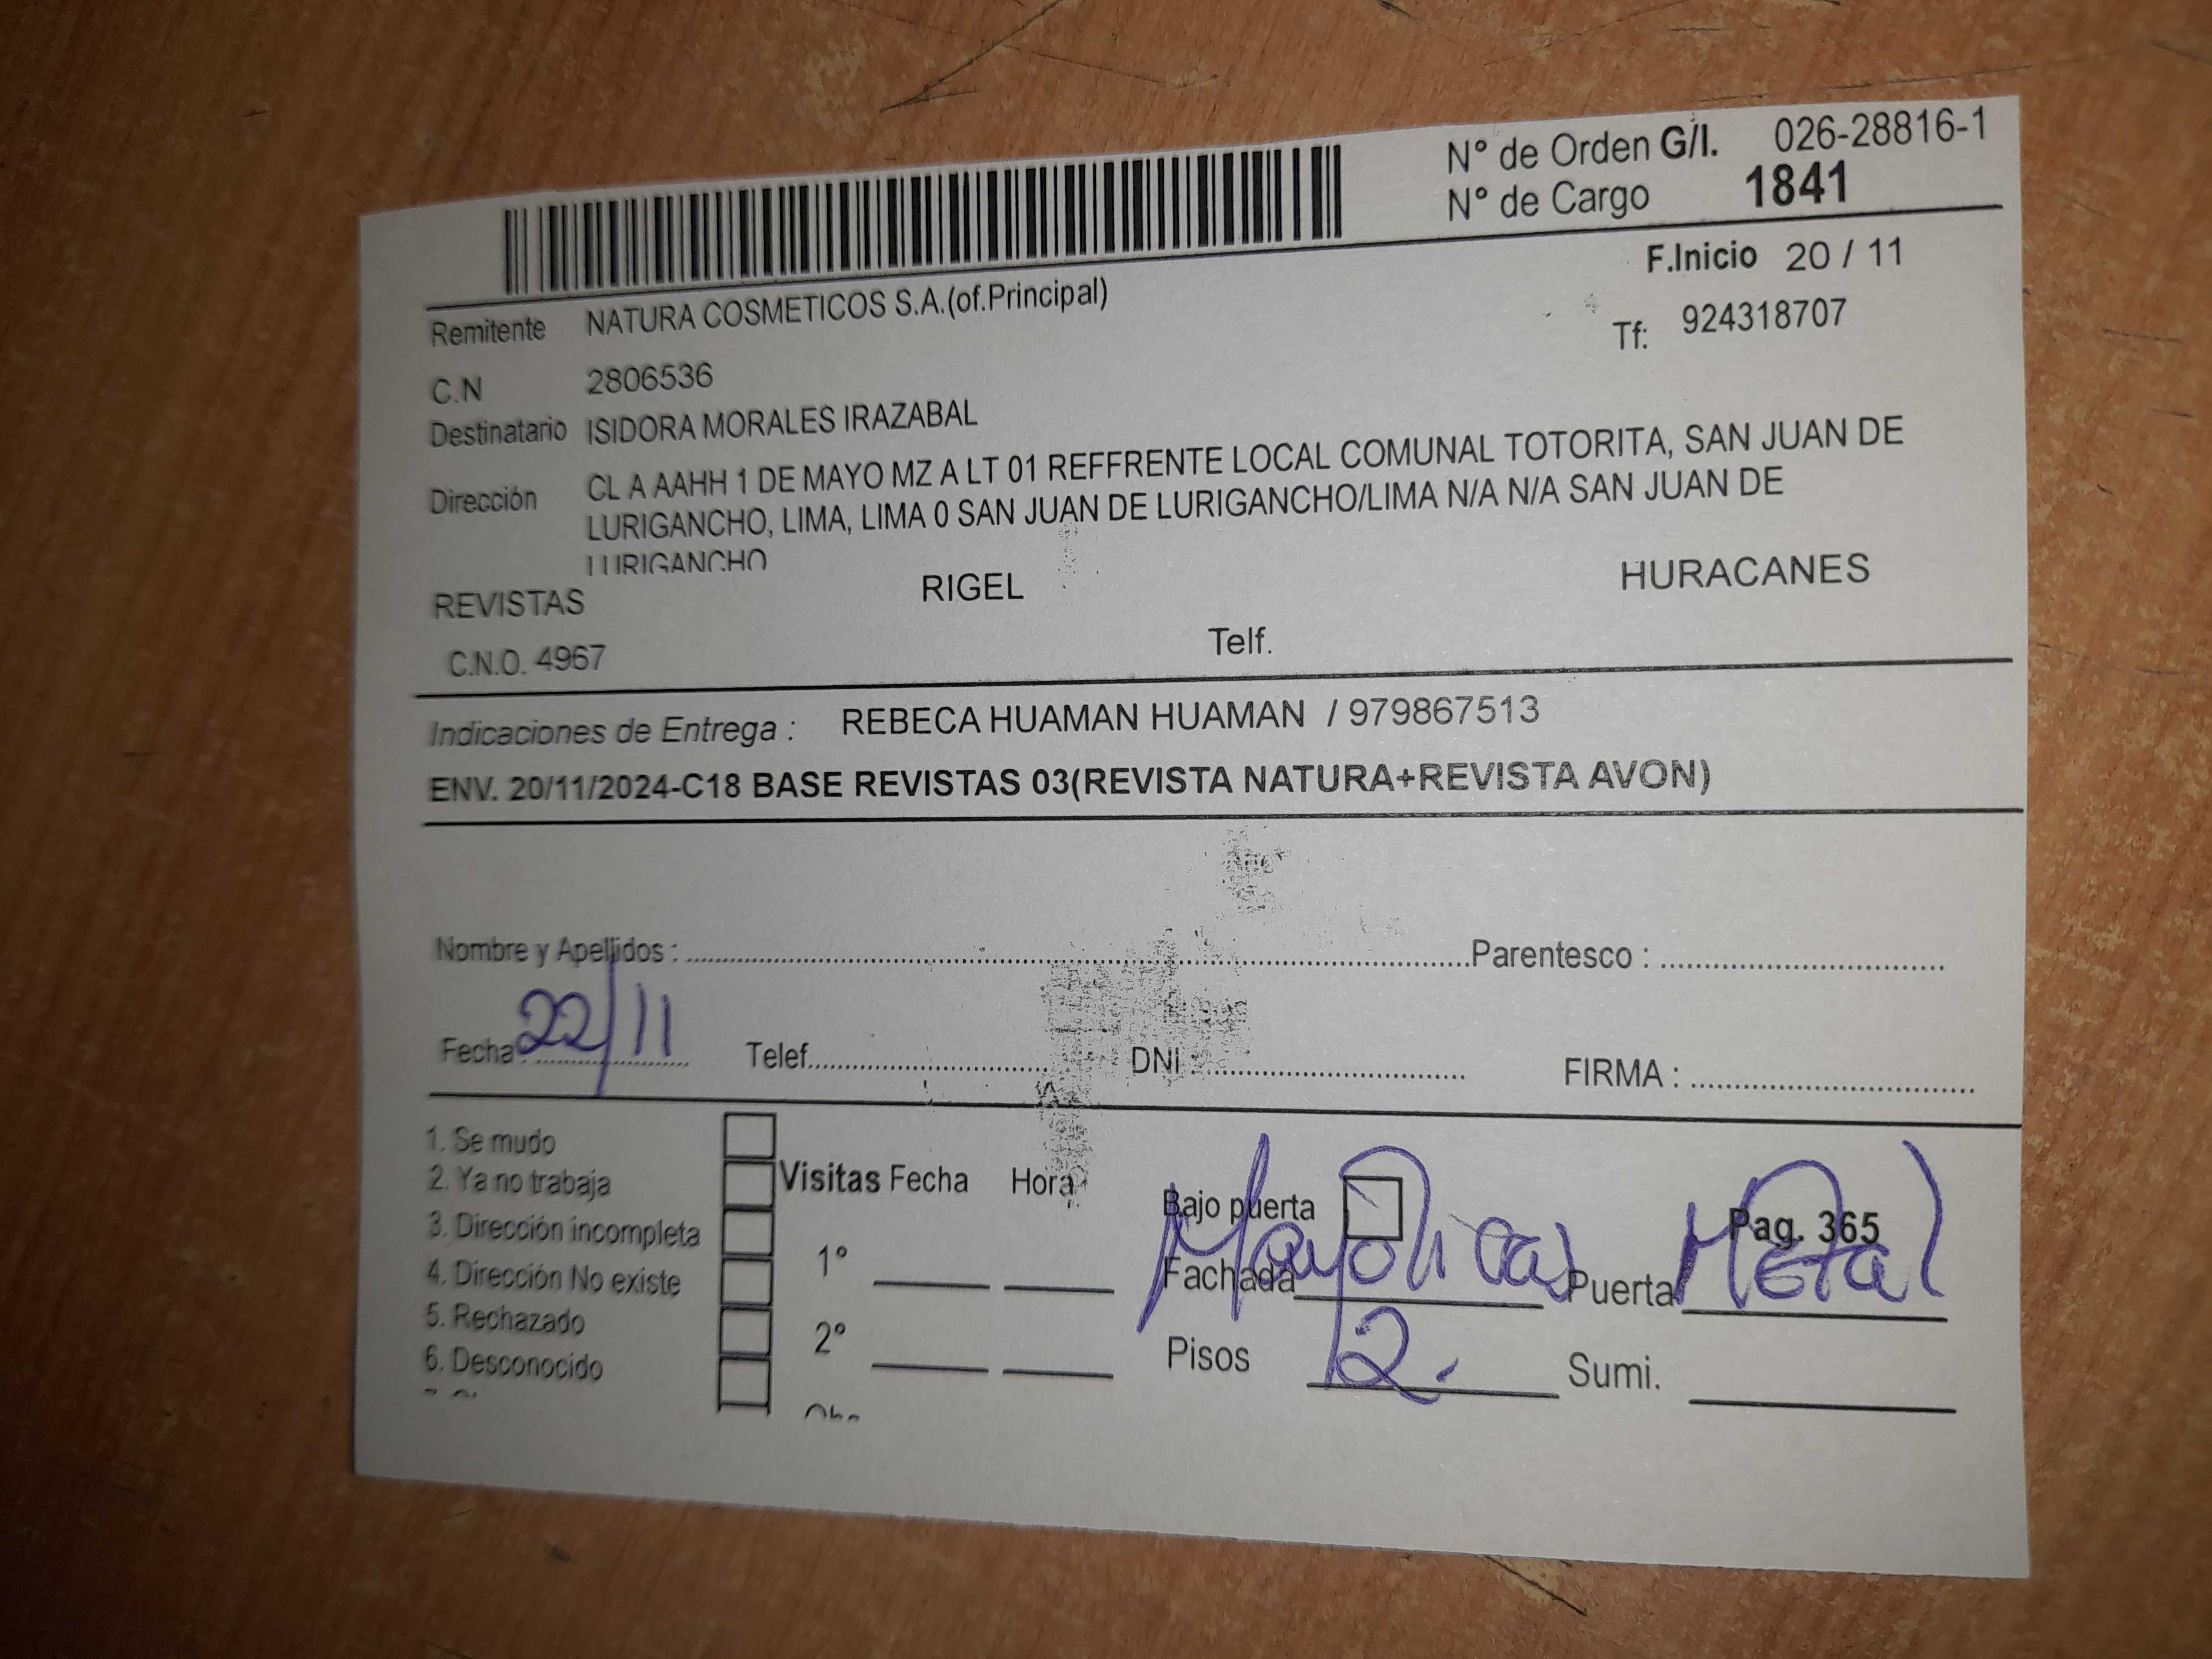 N° de Orden G/I. 026-28816-1
N° de Cargo 1841
F.Inicio 20 / 11
Remitente NATURA COSMETICOS S.A.(of.Principal)
Tf: 924318707
C.N 2806536
Destinatario ISIDORA MORALES IRAZABAL
Dirección CL A AAHH 1 DE MAYO MZ A LT 01 REFFRENTE LOCAL COMUNAL TOTORITA, SAN JUAN DE
LURIGANCHO, LIMA, LIMA 0 SAN JUAN DE LURIGANCHO/LIMA N/A N/A SAN JUAN DE
LURIGANCHO
REVISTAS RIGEL HURACANES
C.N.O. 4967 Telf.
Indicaciones de Entrega : REBECA HUAMAN HUAMAN / 979867513
ENV. 20/11/2024-C18 BASE REVISTAS 03(REVISTA NATURA+REVISTA AVON)
Nombre y Apellidos : Parentesco :
Fecha : 22/11 Telef. DNI : FIRMA :
1. Se mudo
2. Ya no trabaja
3. Dirección incompleta
4. Dirección No existe
5. Rechazado
6. Desconocido
Visitas Fecha Hora
1°
2°
Bajo puerta Pag. 365
Fachada Mayolicas Puerta Metal
Pisos 2. Sumi.